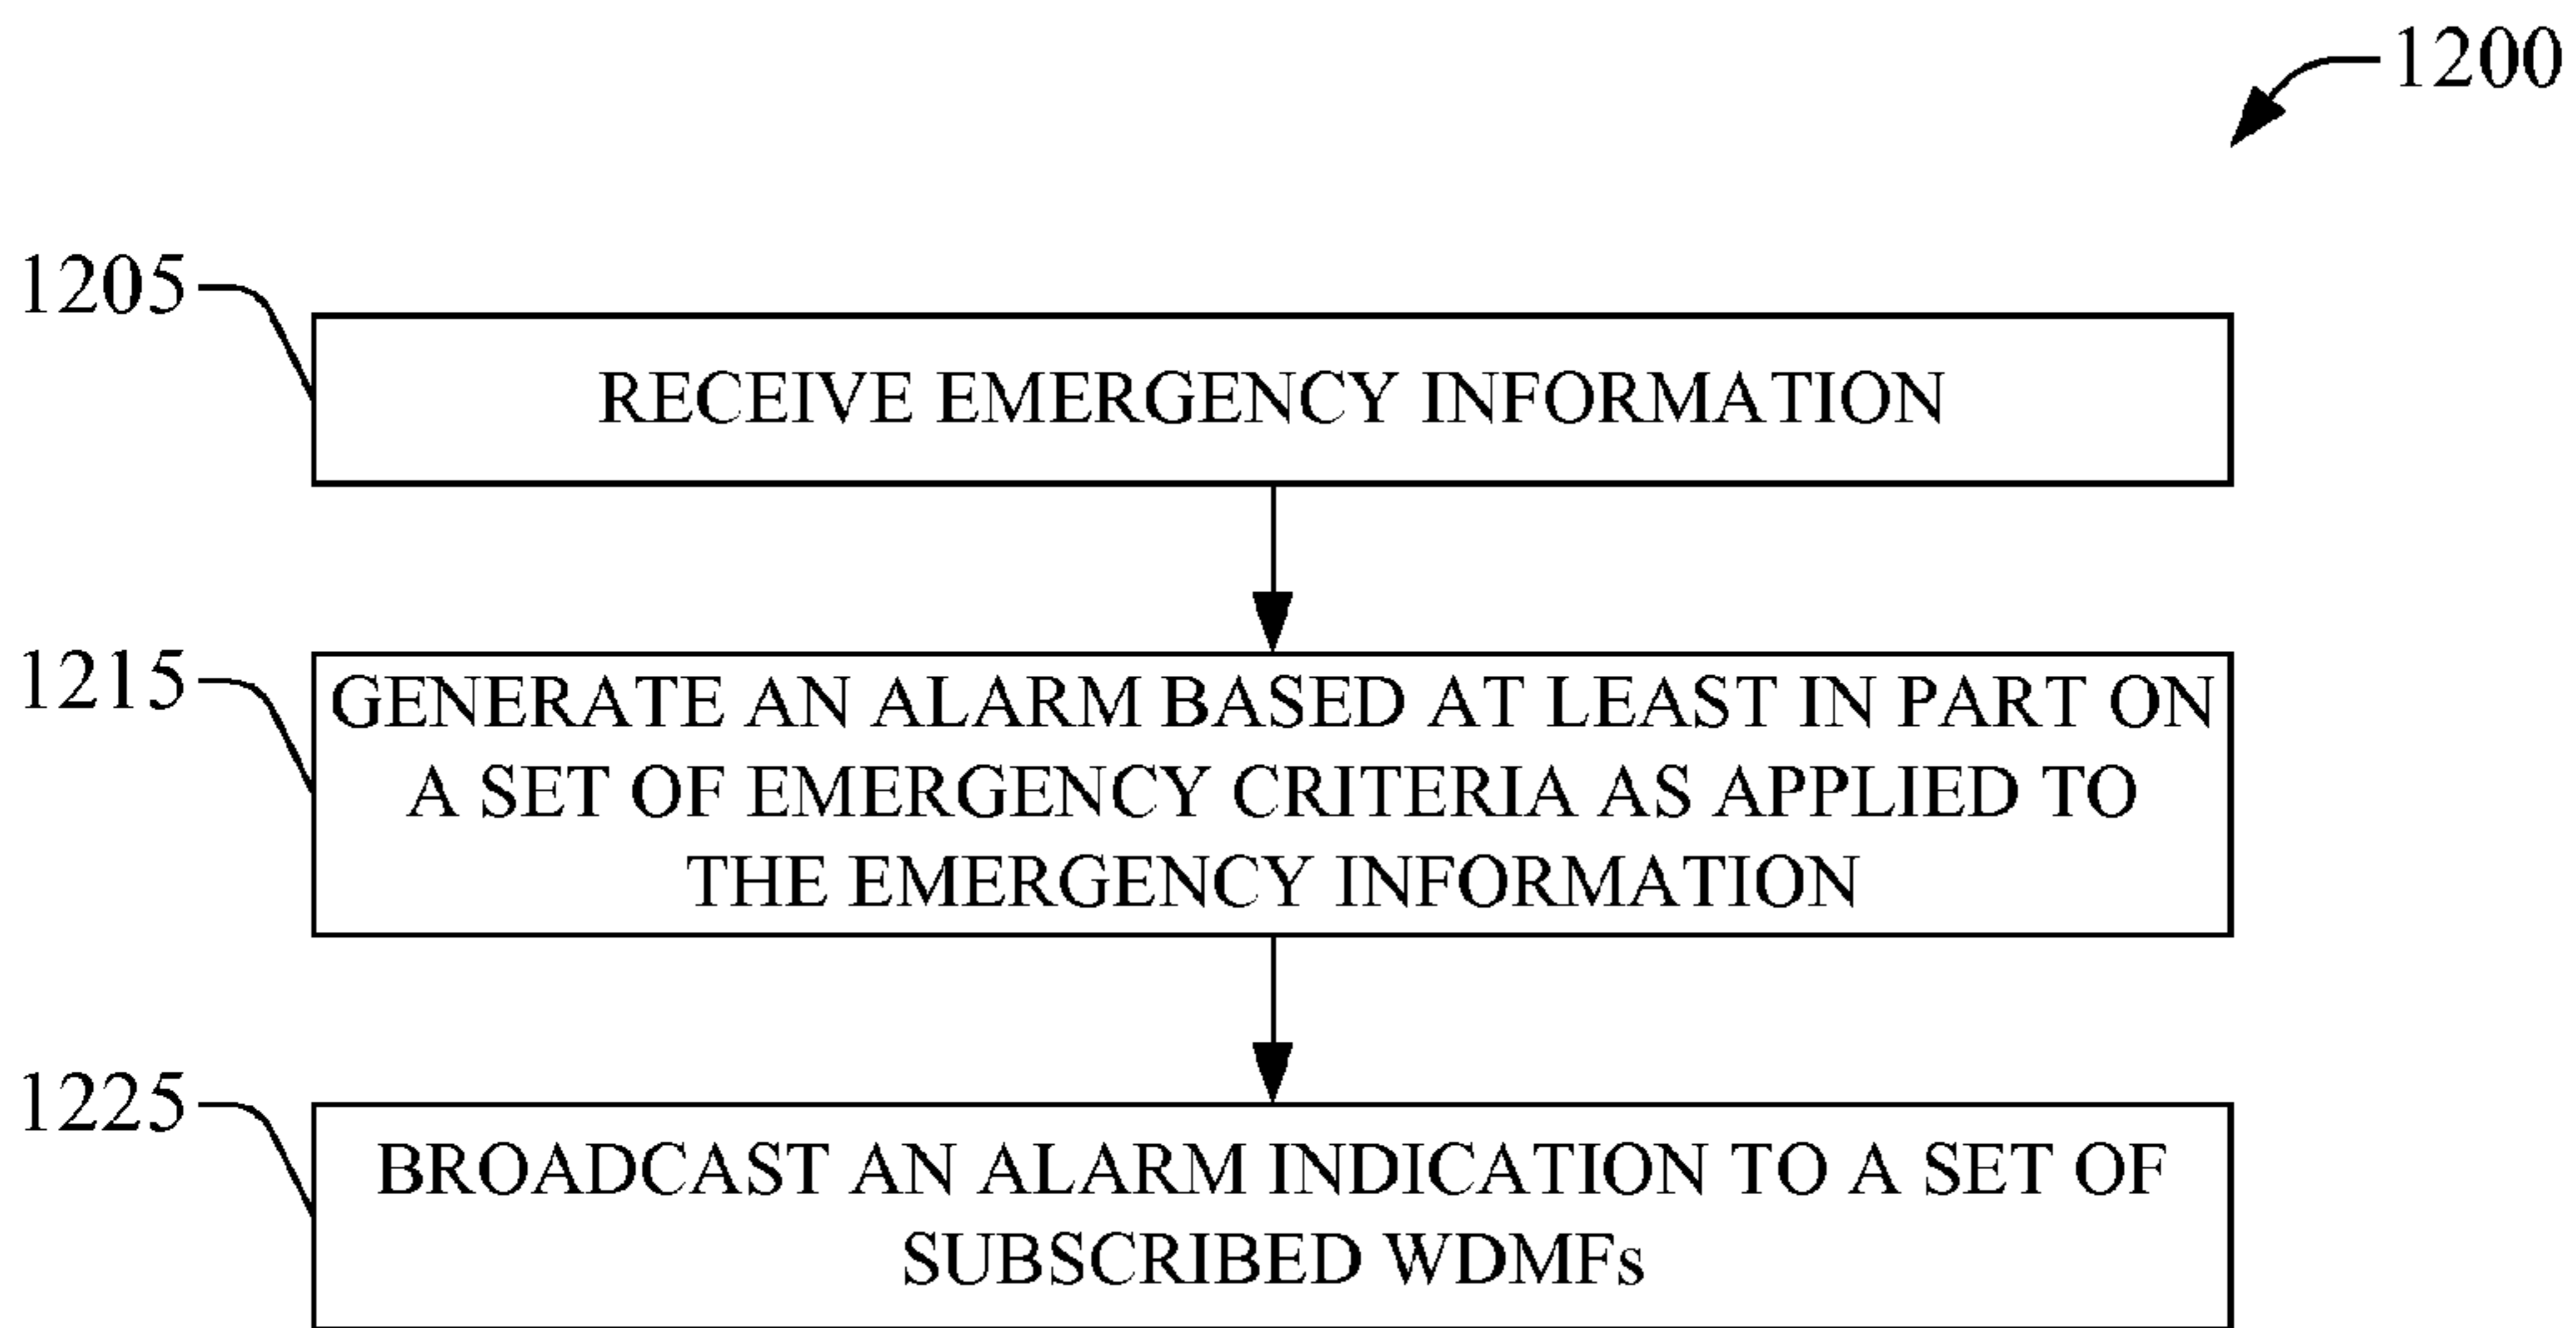 1200
1205
RECEIVE EMERGENCY INFORMATION
1215
GENERATE AN ALARM BASED AT LEAST IN PART ON
A SET OF EMERGENCY CRITERIA AS APPLIED TO
THE EMERGENCY INFORMATION
1225
BROADCAST AN ALARM INDICATION TO A SET OF
SUBSCRIBED WDMFs